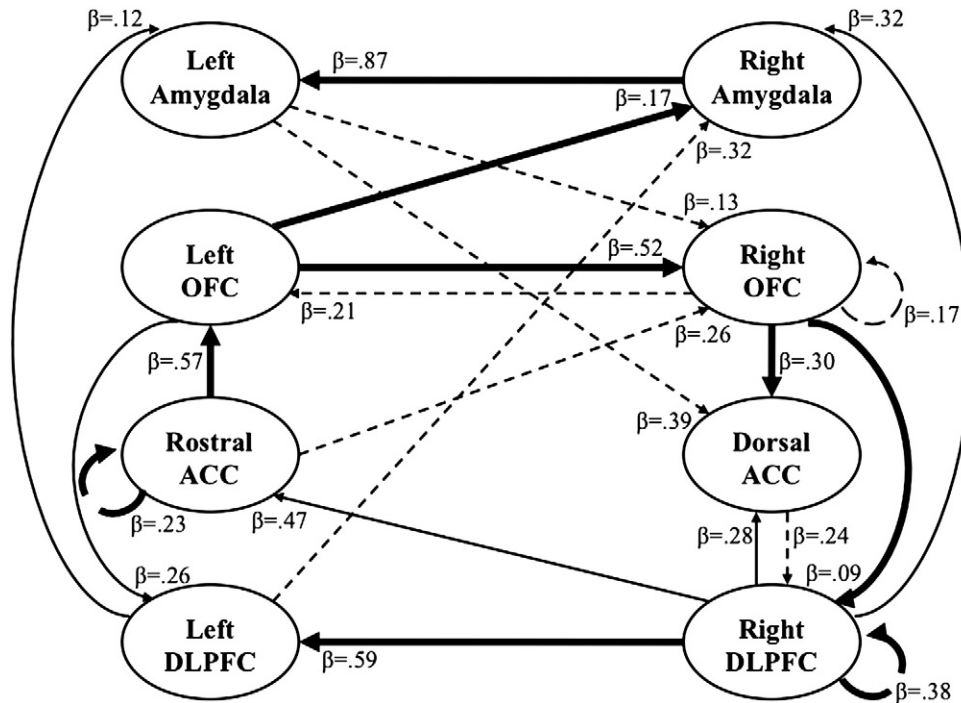 β=.12
β=.32
Left
Amygdala
β=.87
Right
Amygdala
β=.17
β=.32
β=.13
Left
OFC
β=.52
Right
OFC
β=.21
β=.26
β=.17
β=.57
β=.30
β=.39
Rostral
ACC
Dorsal
ACC
β=.23
β=.47
β=.28
β=.24
β=.26
β=.09
Left
DLPFC
Right
DLPFC
β=.59
β=.38